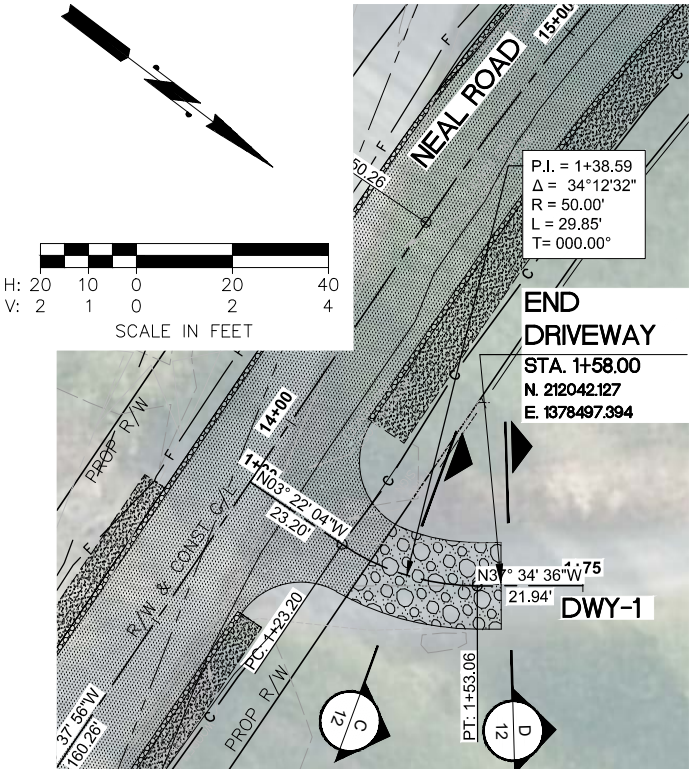 NEAL ROAD
15+00
50.26
P.I. = 1+38.59
Δ = 34°12'32"
R = 50.00'
L = 29.85'
T= 000.00°
H: 20 10 0 20 40
V: 2 1 0 2 4
SCALE IN FEET
END
DRIVEWAY
STA. 1+58.00
N. 212042.127
E. 1378497.394
F
F
F
F
F
C
C
C
C
C
14+00
PROP R/W
R/W & CONST C/L
N03° 22' 04"W
23.20'
N37° 34' 36"W
21.94'
1+75
DWY-1
PC: 1+23.20
PROP R/W
PT: 1+53.06
C
12
D
12
37' 56"W
160.26'